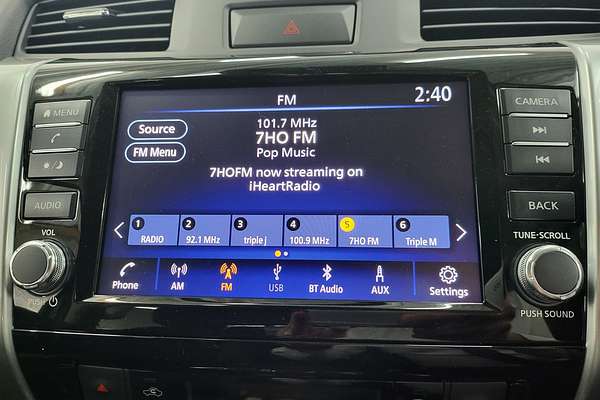 FM
2:40
101.7 MHz
7HO FM
Pop Music
7HOFM now streaming on
iHeartRadio
Source
FM Menu
1
2
3
4
5
6
RADIO
92.1 MHz
triple j
100.9 MHz
7HO FM
Triple M
Phone
AM
FM
USB
BT Audio
AUX
Settings
MENU
AUDIO
VOL
PUSH
CAMERA
BACK
TUNE-SCROLL
PUSH SOUND